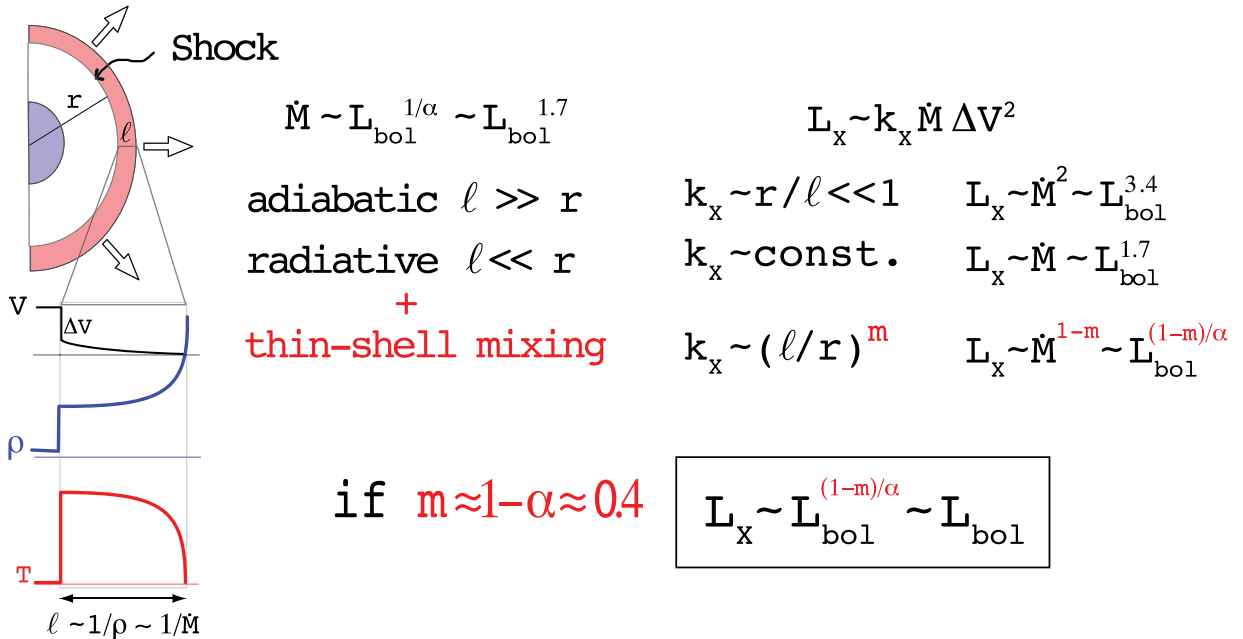 Shock
r
ℓ
Ṁ ~ L_bol^1/α ~ L_bol^1.7
L_x ~ k_x Ṁ ΔV²
adiabatic ℓ >> r
k_x ~ r/ℓ <<1
L_x ~ Ṁ² ~ L_bol^3.4
radiative ℓ << r
k_x ~ const.
L_x ~ Ṁ ~ L_bol^1.7
+
thin-shell mixing
k_x ~ (ℓ/r)^m
L_x ~ Ṁ^1-m ~ L_bol^(1-m)/α
V
ΔV
ρ
if m ≈ 1-α ≈ 0.4
L_x ~ L_bol^(1-m)/α ~ L_bol
T
ℓ ~ 1/ρ ~ 1/Ṁ